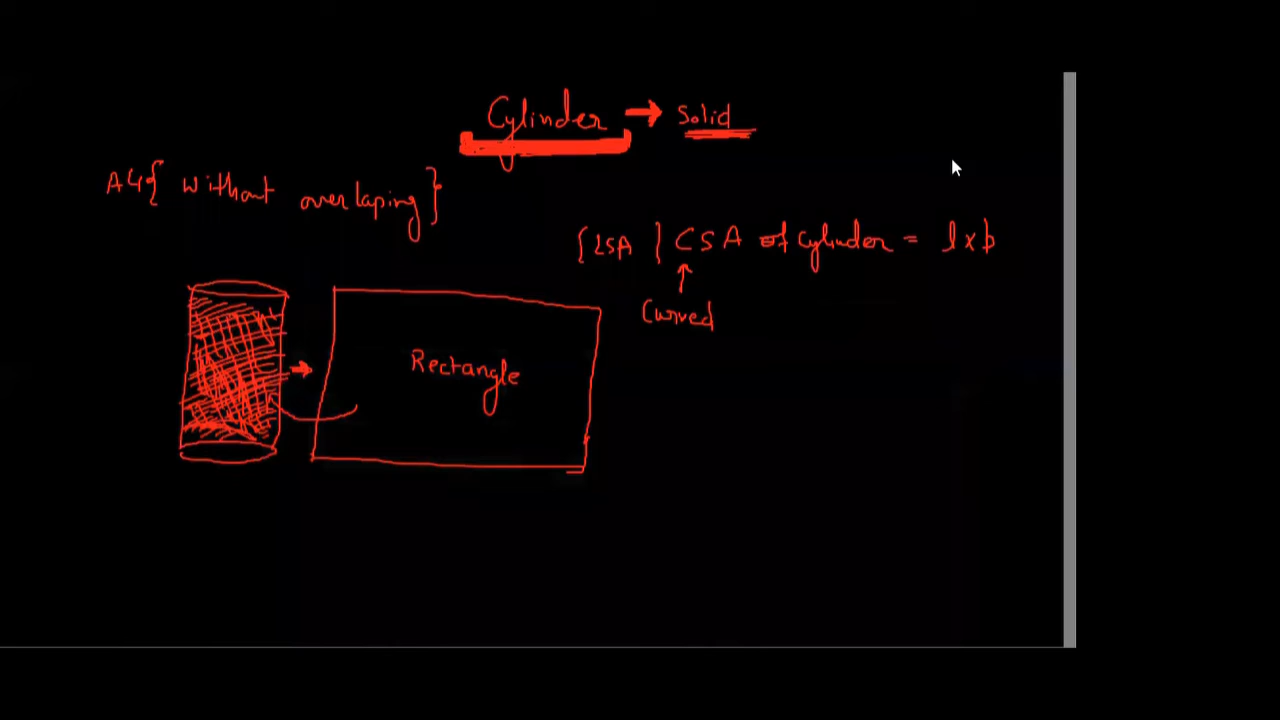 Cylinder → Solid
A4{ without overlaping}
[LSA] CSA of cylinder = l x b
↑
Curved
Rectangle